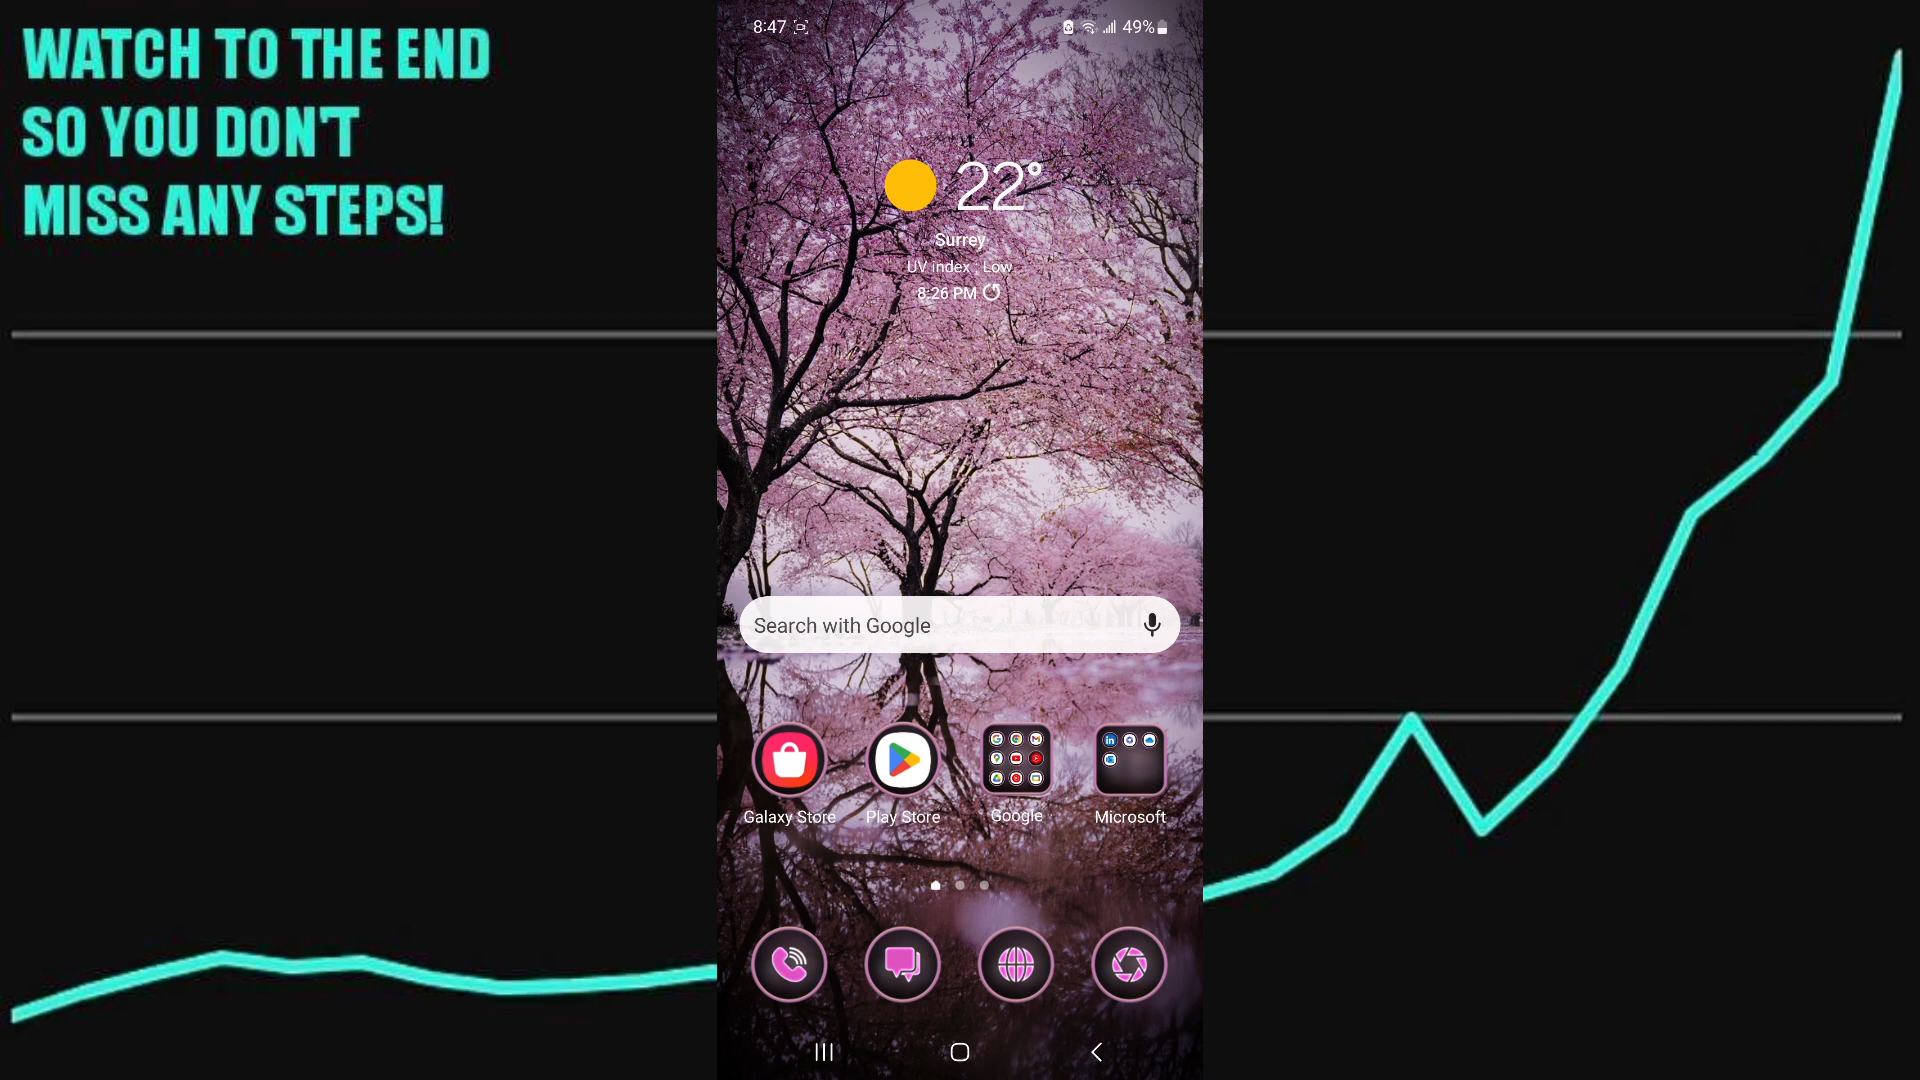 WATCH TO THE END
SO YOU DON'T
MISS ANY STEPS!
8:47
49%
22°
Surrey
UV index : Low
8:26 PM
Search with Google
Galaxy Store
Play Store
Google
Microsoft